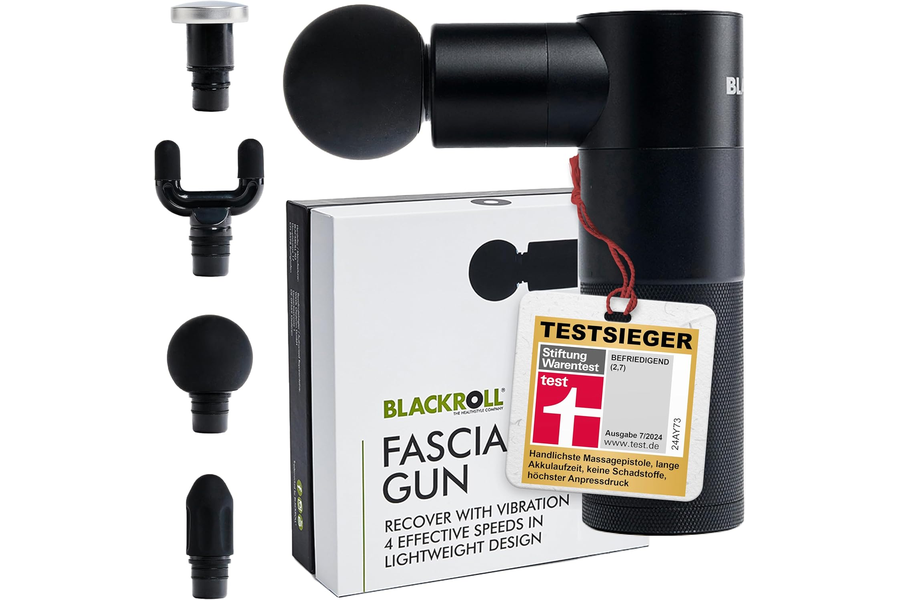 BLACKROLL®
THE HEALTHSTYLE COMPANY
FASCIA
GUN
RECOVER WITH VIBRATION
4 EFFECTIVE SPEEDS IN
LIGHTWEIGHT DESIGN
TESTSIEGER
Stiftung
Warentest
test
BEFRIEDIGEND
(2,7)
Ausgabe 7/2024
www.test.de
24AY73
Handlichste Massagepistole, lange
Akkulaufzeit, keine Schadstoffe,
höchster Anpressdruck